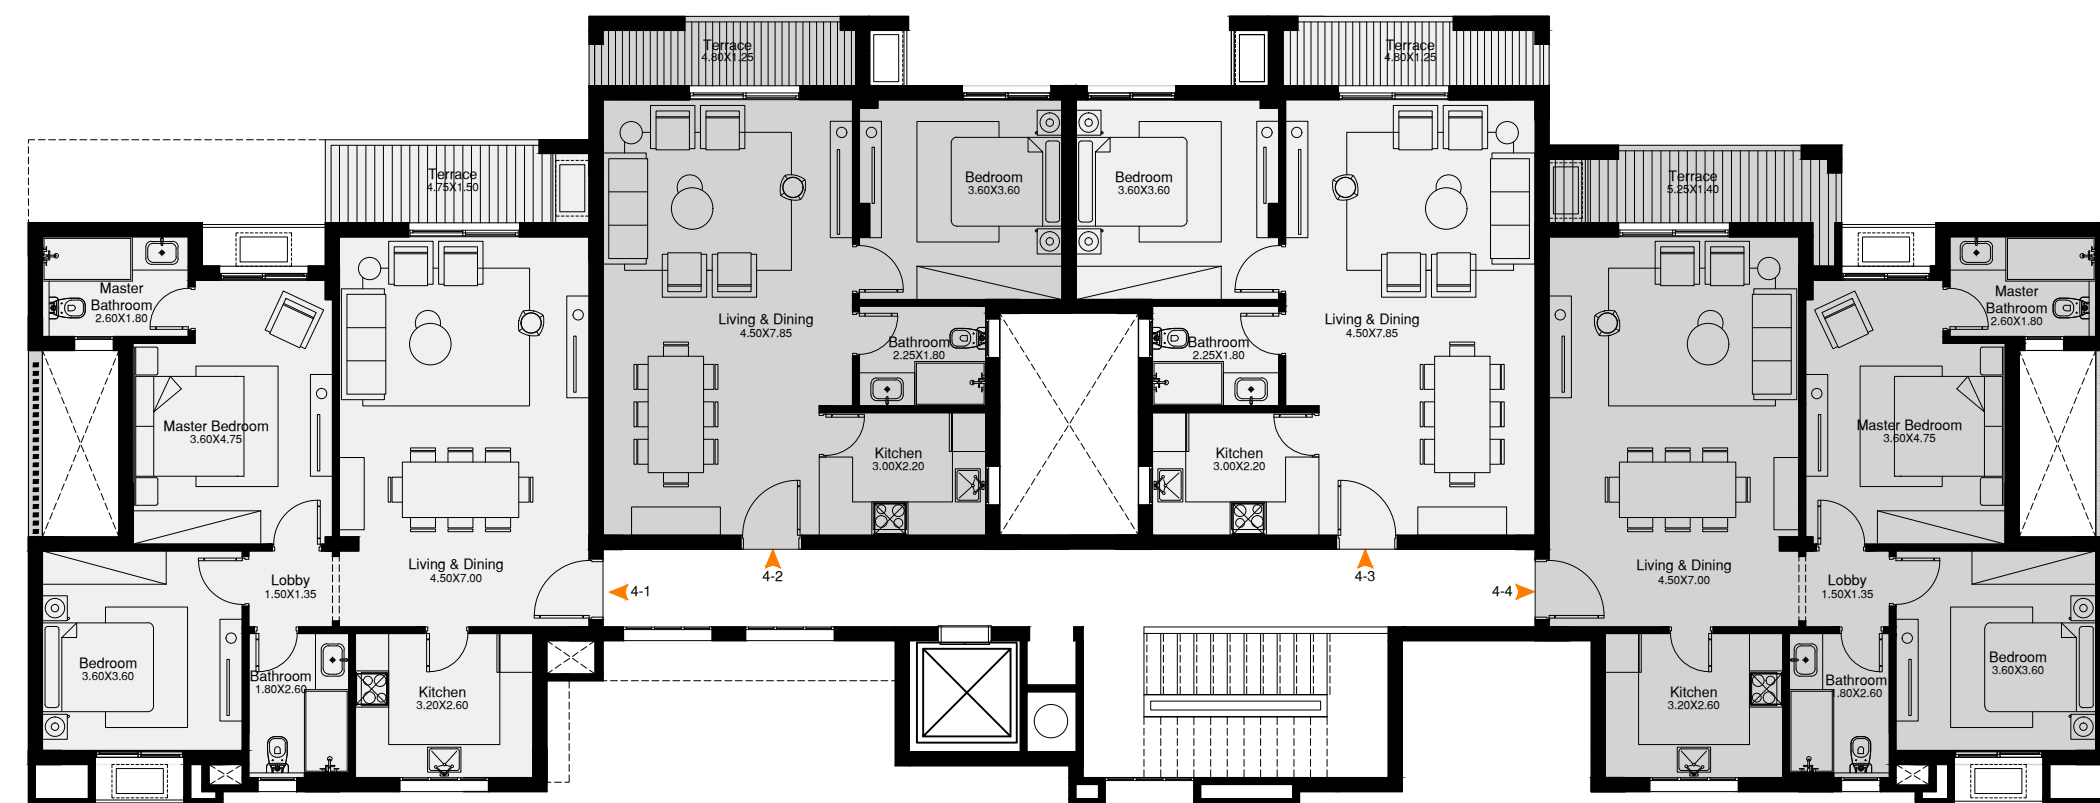 Terrace
4.80X1.25
Terrace
4.80X1.25
Terrace
4.75X1.50
Bedroom
3.60X3.60
Bedroom
3.60X3.60
Terrace
5.25X1.40
Master
Bathroom
2.60X1.80
Living & Dining
4.50X7.85
Bathroom
2.25X1.80
Bathroom
2.25X1.80
Living & Dining
4.50X7.85
Master
Bathroom
2.60X1.80
Master Bedroom
3.60X4.75
Kitchen
3.00X2.20
Kitchen
3.00X2.20
Master Bedroom
3.60X4.75
Living & Dining
4.50X7.00
Living & Dining
4.50X7.00
Lobby
1.50X1.35
4-1
4-2
4-3
4-4
Lobby
1.50X1.35
Bedroom
3.60X3.60
Bathroom
1.80X2.60
Kitchen
3.20X2.60
Kitchen
3.20X2.60
Bathroom
.80X2.60
Bedroom
3.60X3.60